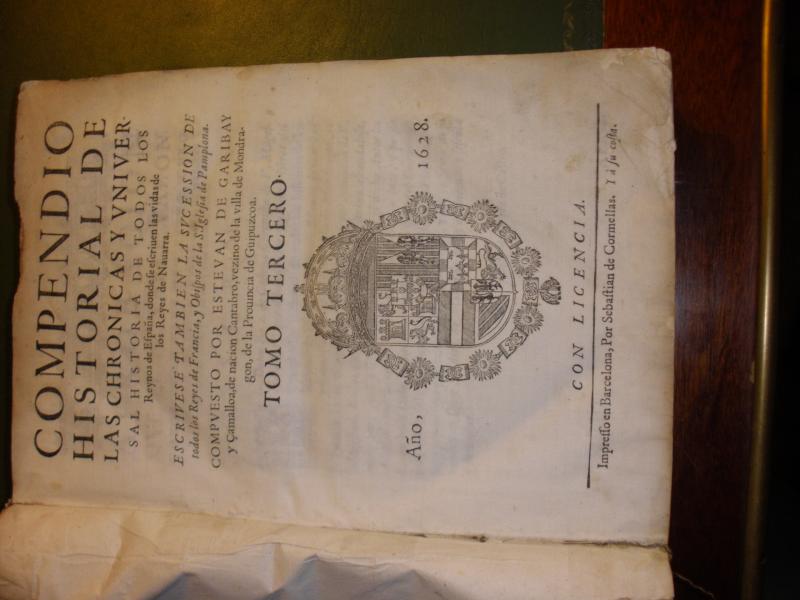 COMPENDIO
HISTORIAL DE
LAS CHRONICAS Y VNIVER-
SAL HISTORIA DE TODOS LOS
Reynos de España, donde se escriuen las vidas de
los Reyes de Nauarra.
ESCRIVESE TAMBIEN LA SVCESSION DE
todos los Reyes de Francia, y Obispos de la S. Iglesia de Pamplona.
COMPVESTO POR ESTEVAN DE GARIBAY
y Çamalloa, de nacion Cantabro, vezino de la villa de Mondra-
gon, de la Prouincia de Guipuzcoa.
TOMO TERCERO.
Año, 1628.
CON LICENCIA.
Impresso en Barcelona, Por Sebastian de Cormellas. Y à su costa.